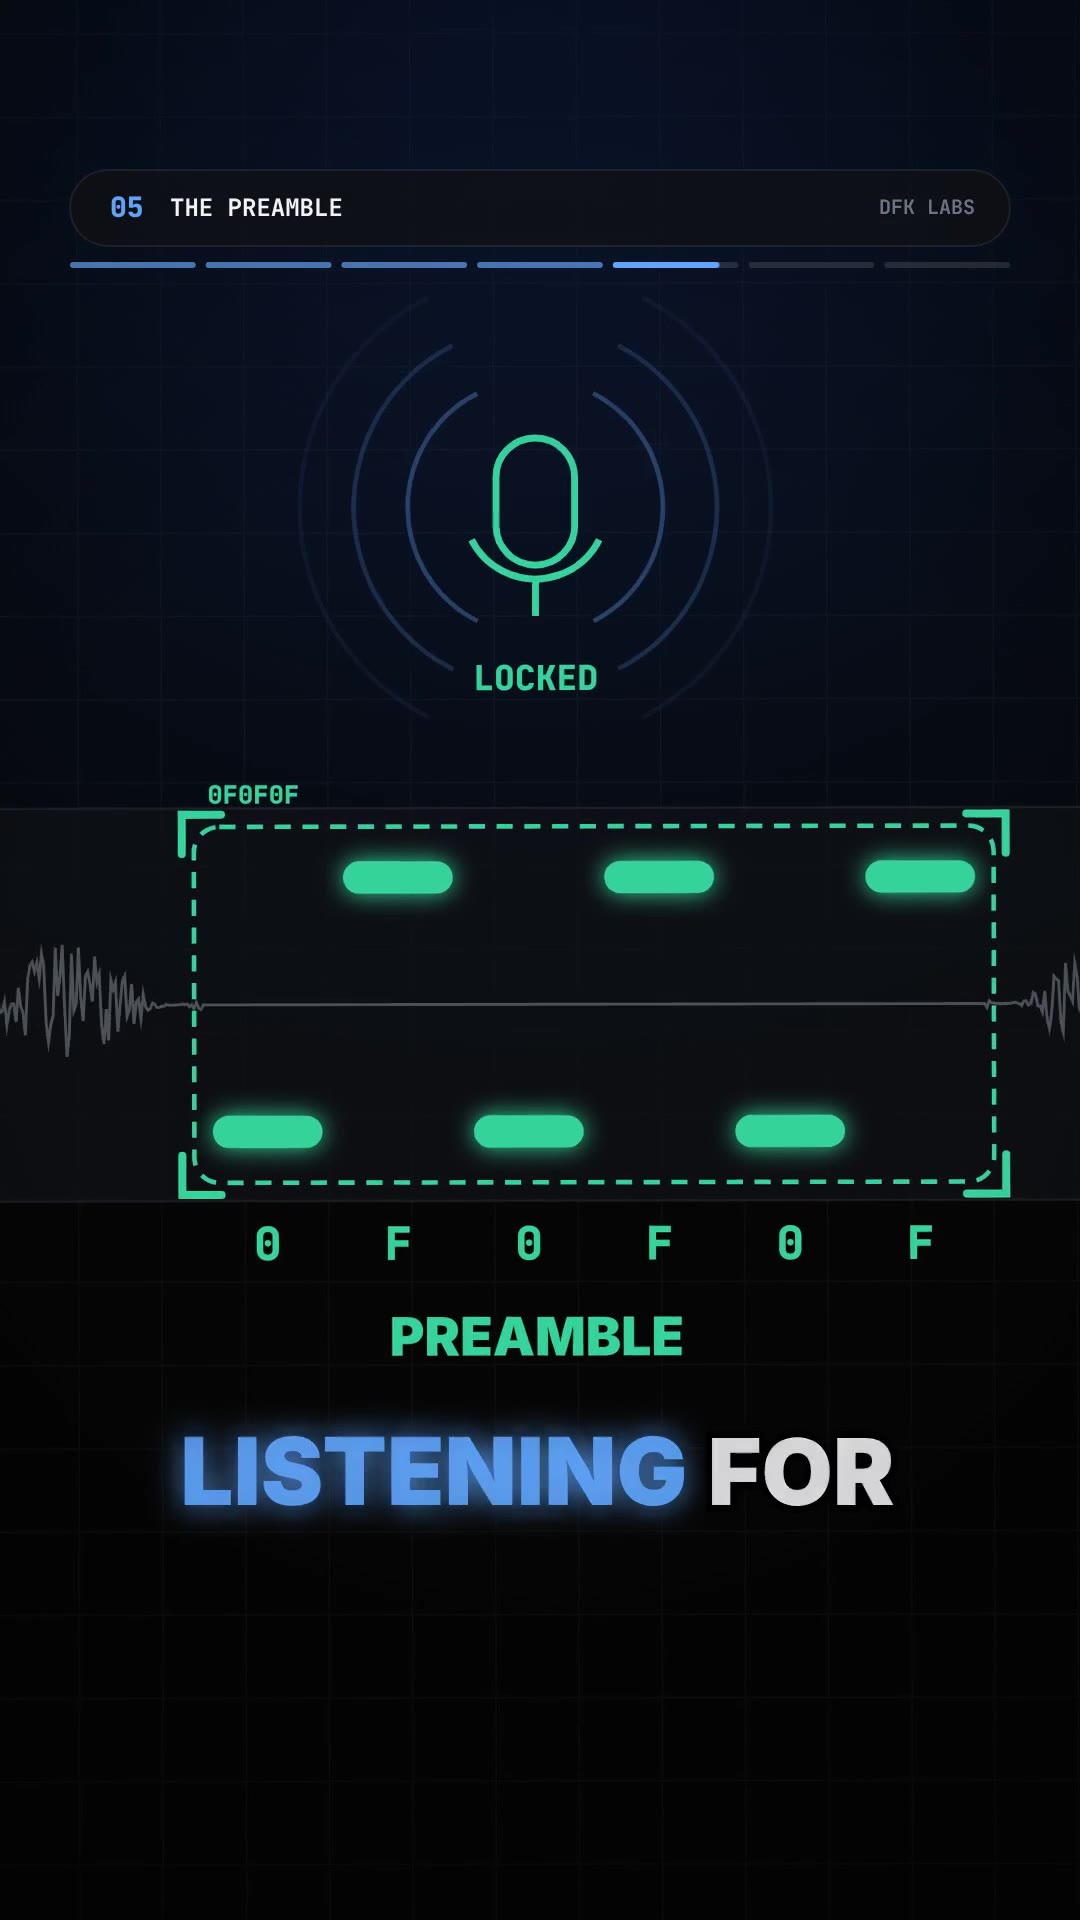 05 THE PREAMBLE DFK LABS
LOCKED
0F0F0F
0 F 0 F 0 F
PREAMBLE
LISTENING FOR